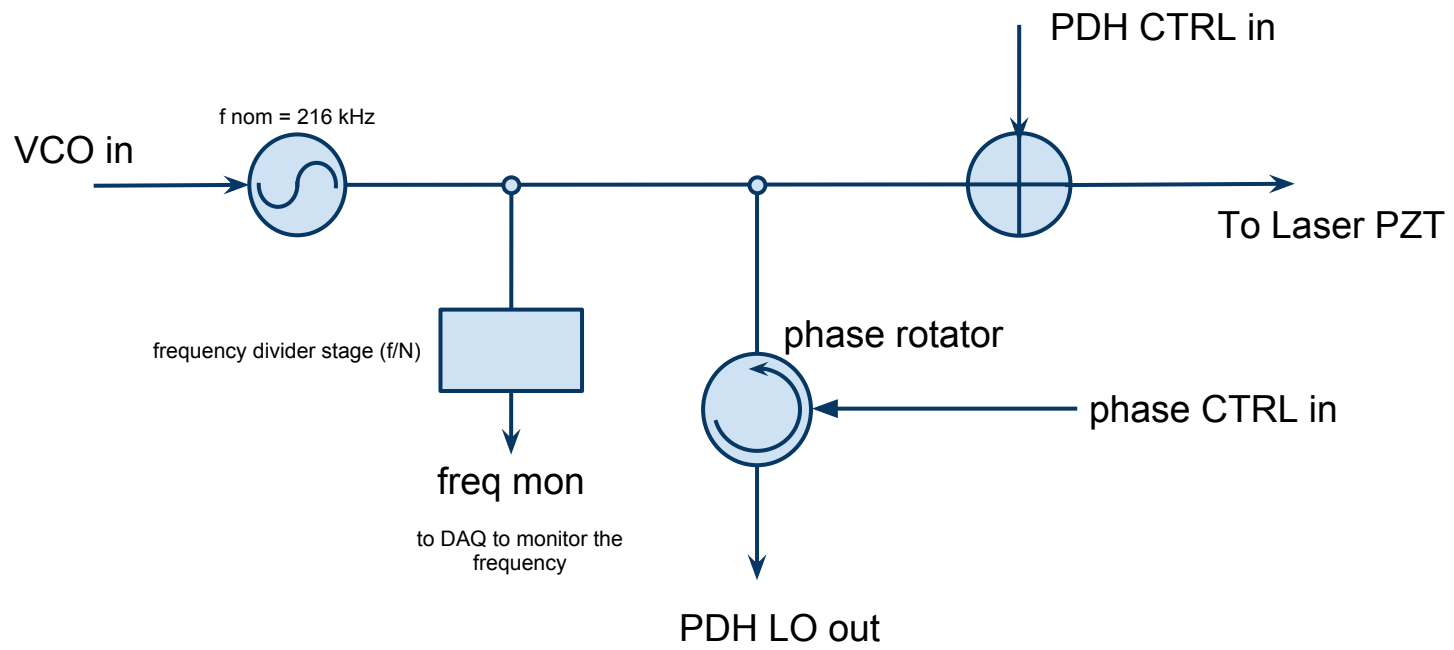 PDH CTRL in
f nom = 216 kHz
VCO in
To Laser PZT
phase rotator
frequency divider stage (f/N)
phase CTRL in
freq mon
to DAQ to monitor the
frequency
PDH LO out